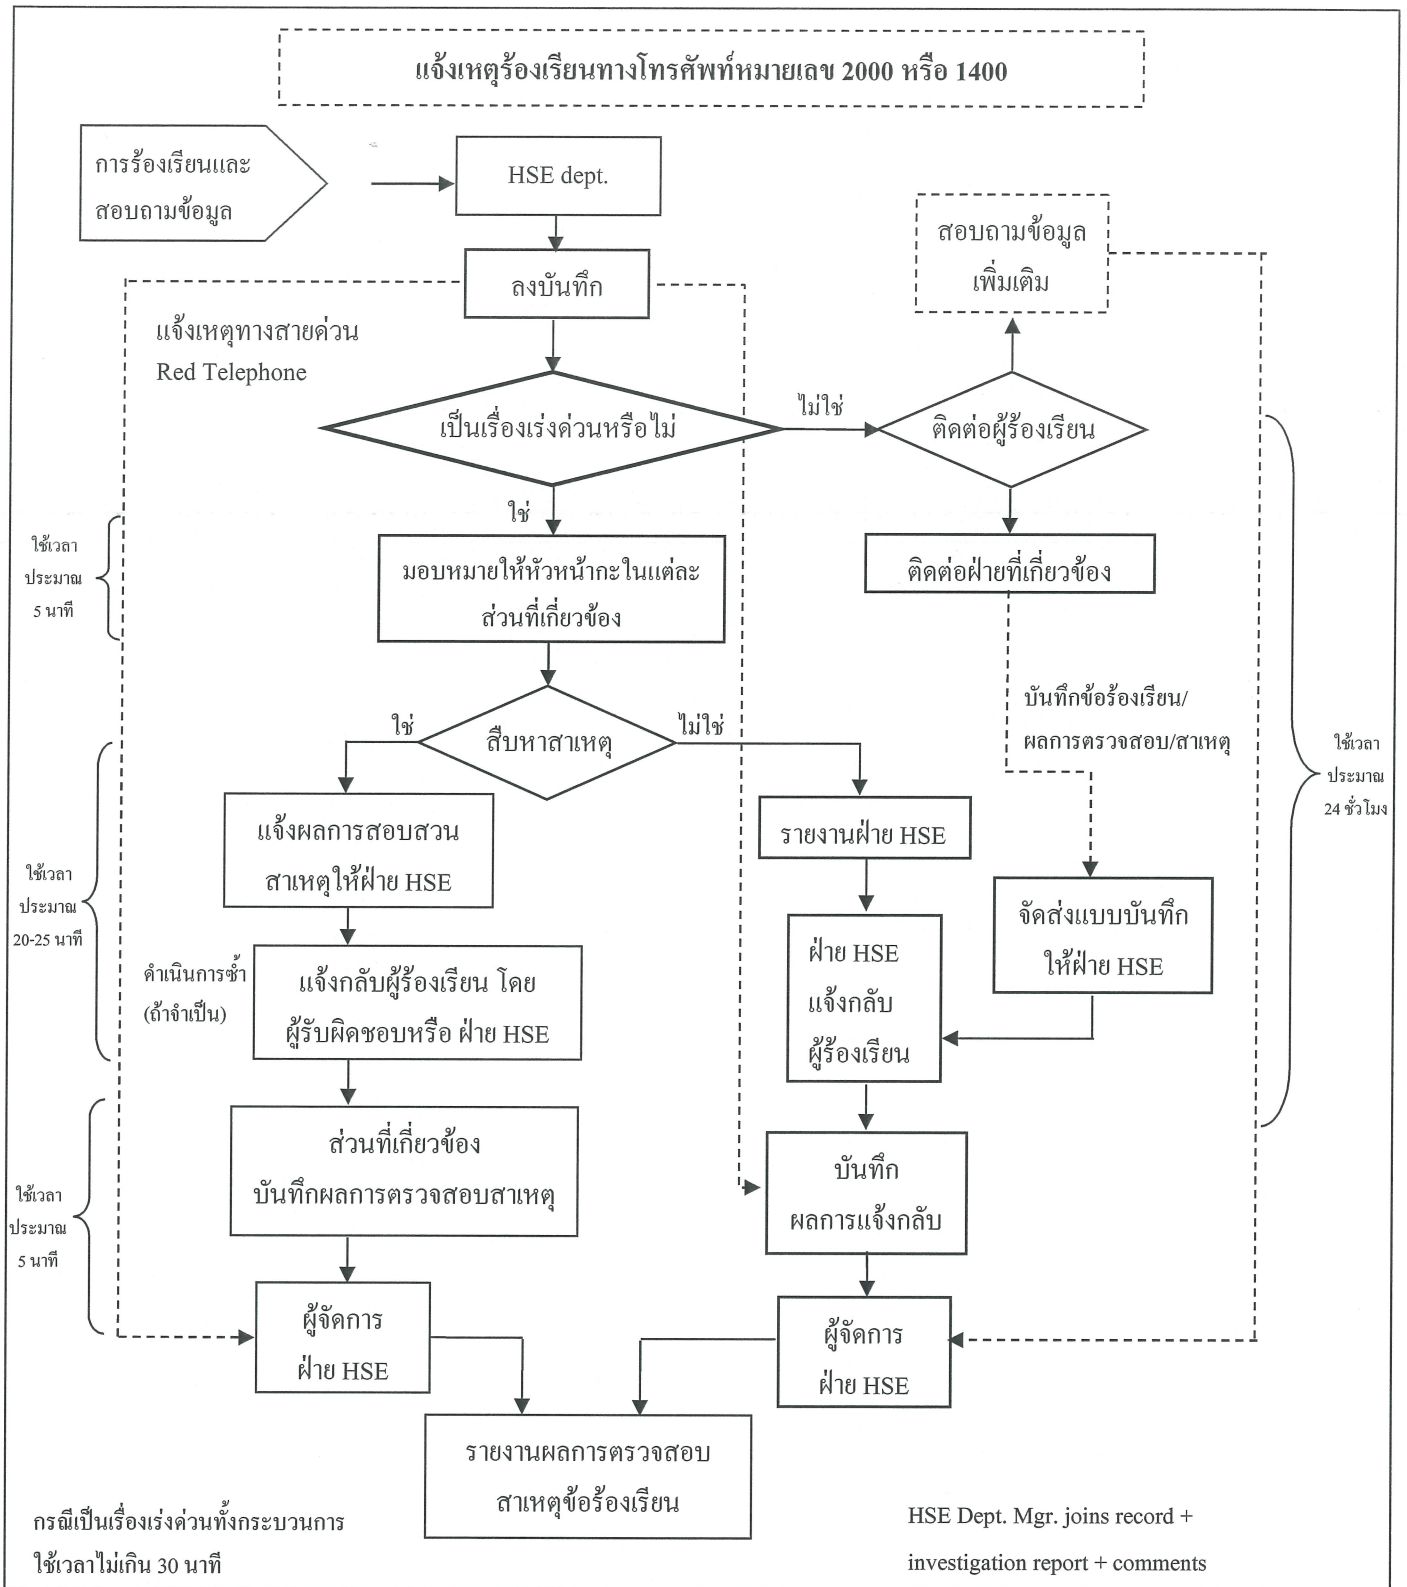 แจ้งเหตุร้องเรียนทางโทรศัพท์หมายเลข 2000 หรือ 1400
การร้องเรียนและ
สอบถามข้อมูล
HSE dept.
ลงบันทึก
สอบถามข้อมูล
เพิ่มเติม
แจ้งเหตุทางสายด่วน
Red Telephone
เป็นเรื่องเร่งด่วนหรือไม่
ไม่ใช่
ติดต่อผู้ร้องเรียน
ใช่
ใช้เวลา
ประมาณ
5 นาที
มอบหมายให้หัวหน้ากะในแต่ละ
ส่วนที่เกี่ยวข้อง
ติดต่อฝ่ายที่เกี่ยวข้อง
ใช่
สืบหาสาเหตุ
ไม่ใช่
บันทึกข้อร้องเรียน/
ผลการตรวจสอบ/สาเหตุ
ใช้เวลา
ประมาณ
24 ชั่วโมง
แจ้งผลการสอบสวน
สาเหตุให้ฝ่าย HSE
รายงานฝ่าย HSE
ใช้เวลา
ประมาณ
20-25 นาที
จัดส่งแบบบันทึก
ให้ฝ่าย HSE
ดำเนินการซ้ำ
(ถ้าจำเป็น)
แจ้งกลับผู้ร้องเรียน โดย
ผู้รับผิดชอบหรือ ฝ่าย HSE
ฝ่าย HSE
แจ้งกลับ
ผู้ร้องเรียน
ส่วนที่เกี่ยวข้อง
บันทึกผลการตรวจสอบสาเหตุ
บันทึก
ผลการแจ้งกลับ
ใช้เวลา
ประมาณ
5 นาที
ผู้จัดการ
ฝ่าย HSE
ผู้จัดการ
ฝ่าย HSE
รายงานผลการตรวจสอบ
สาเหตุข้อร้องเรียน
กรณีเป็นเรื่องเร่งด่วนทั้งกระบวนการ
ใช้เวลาไม่เกิน 30 นาที
HSE Dept. Mgr. joins record +
investigation report + comments